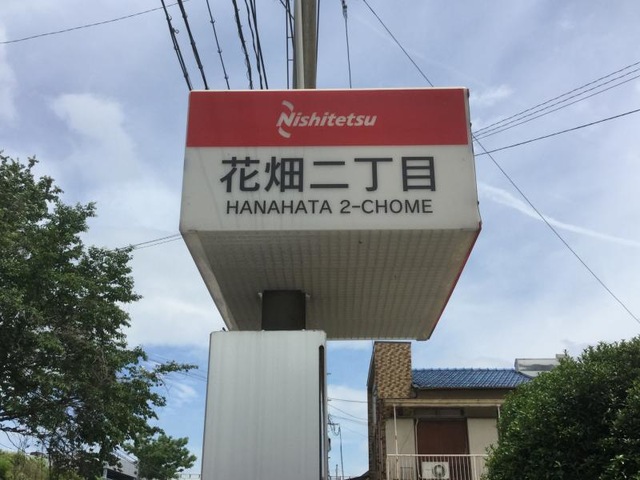 Nishitetsu
花畑二丁目
HANAHATA 2-CHOME